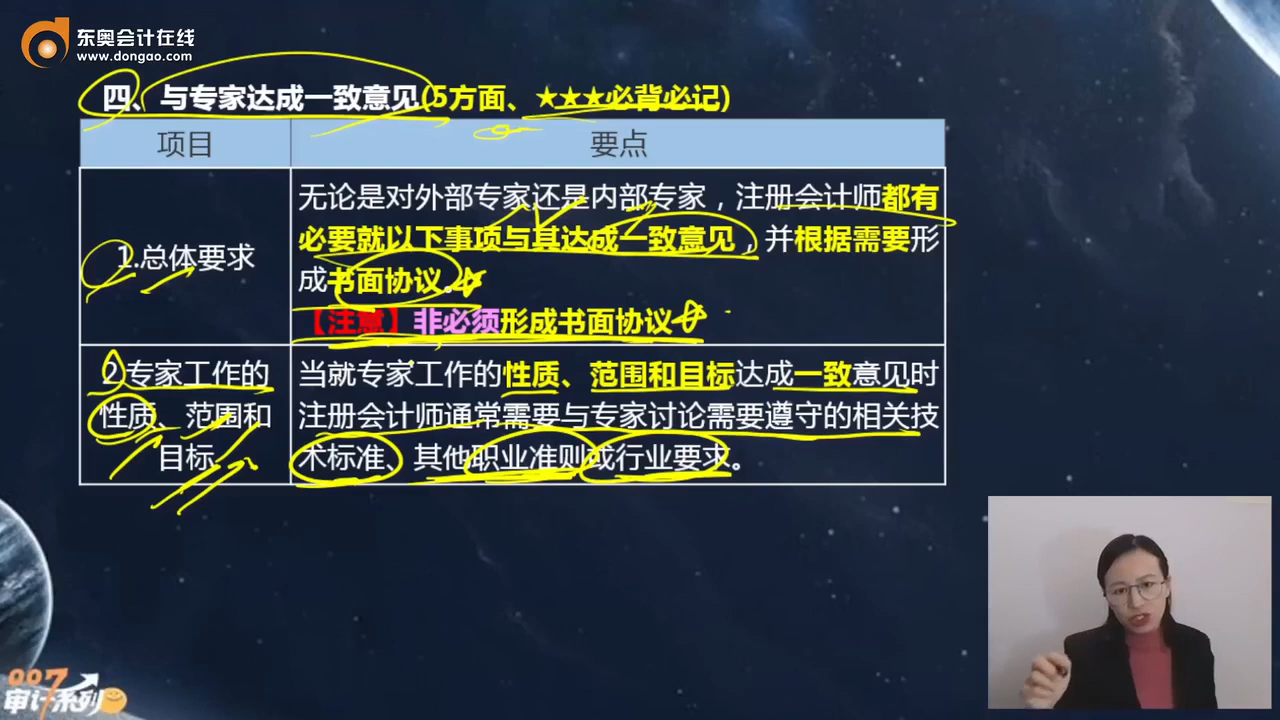 东奥会计在线
www.dongao.com
四、与专家达成一致意见(5方面、★★★必背必记)
项目
要点
1.总体要求
无论是对外部专家还是内部专家，注册会计师都有
必要就以下事项与其达成一致意见，并根据需要形
成书面协议。
【注意】非必须形成书面协议
2.专家工作的
性质、范围和
目标
当就专家工作的性质、范围和目标达成一致意见时
注册会计师通常需要与专家讨论需要遵守的相关技
术标准、其他职业准则或行业要求。
007
审计系列